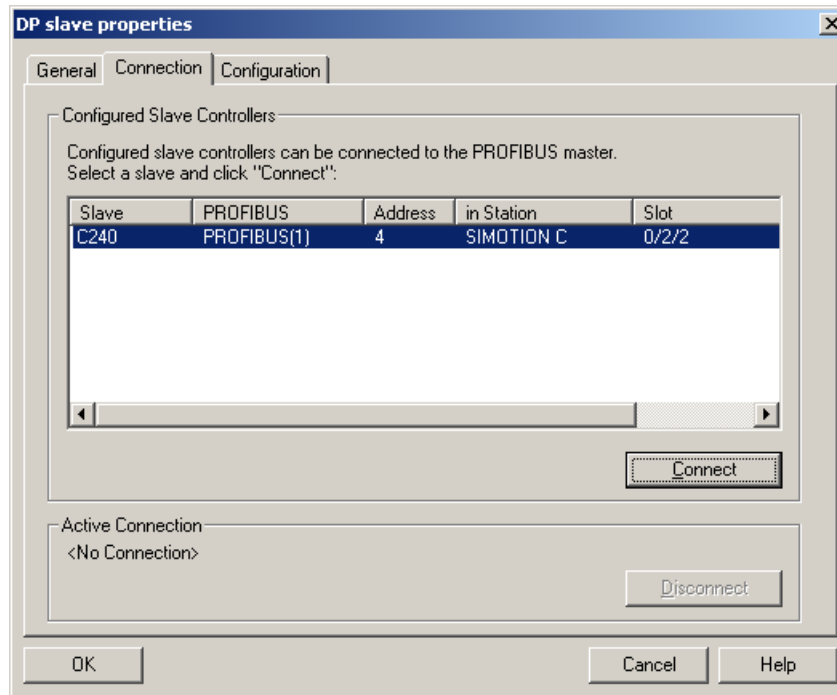 DP slave properties
General Connection Configuration
Configured Slave Controllers
Configured slave controllers can be connected to the PROFIBUS master.
Select a slave and click "Connect":
Slave PROFIBUS Address in Station Slot
C240 PROFIBUS(1) 4 SIMOTION C 0/2/2
Connect
Active Connection
<No Connection>
Disconnect
OK Cancel Help